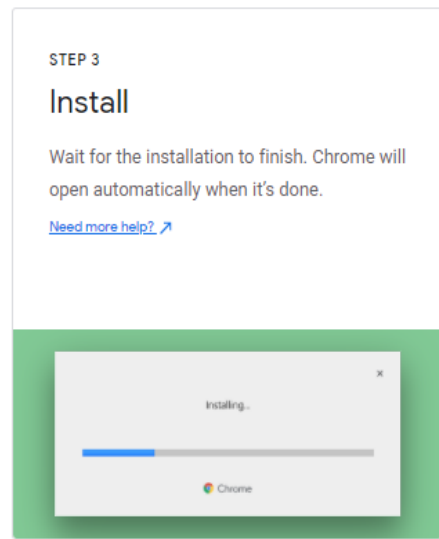 STEP 3
Install
Wait for the installation to finish. Chrome will
open automatically when it's done.
Need more help?
Installing...
Chrome